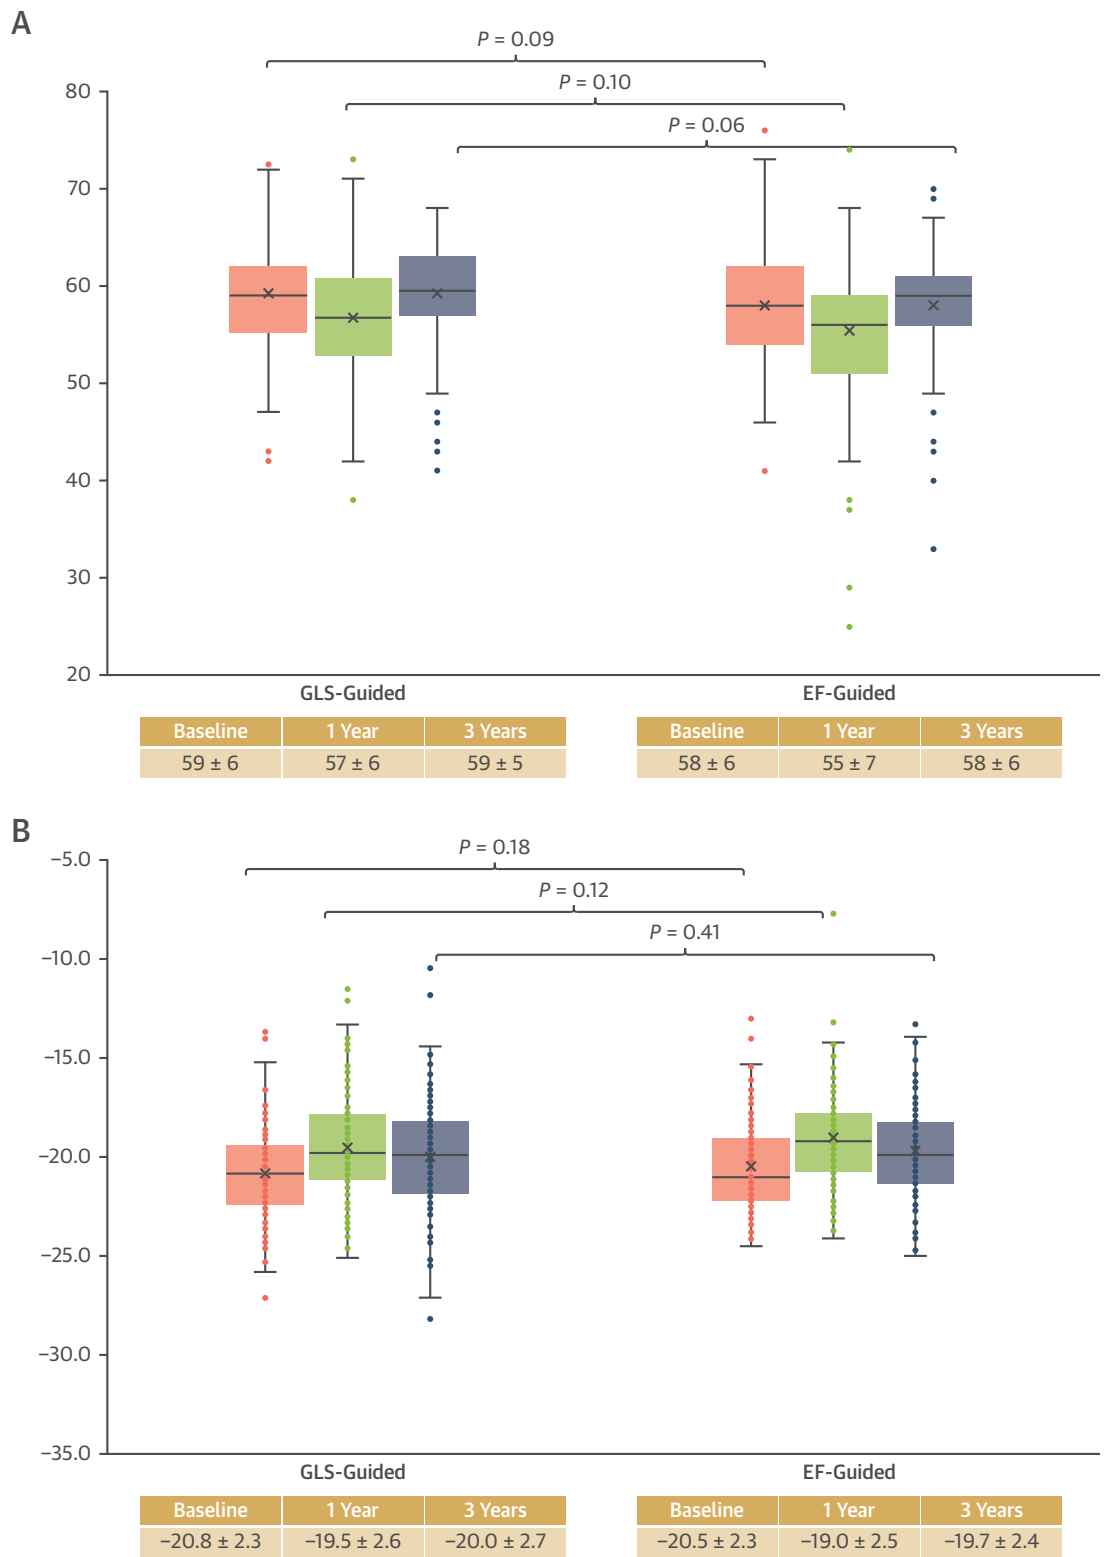 A
P = 0.09
P = 0.10
P = 0.06
80
70
60
50
40
30
20
GLS-Guided EF-Guided
Baseline 1 Year 3 Years Baseline 1 Year 3 Years
59 ± 6 57 ± 6 59 ± 5 58 ± 6 55 ± 7 58 ± 6
B
P = 0.18
P = 0.12
P = 0.41
−5.0
−10.0
−15.0
−20.0
−25.0
−30.0
−35.0
GLS-Guided EF-Guided
Baseline 1 Year 3 Years Baseline 1 Year 3 Years
−20.8 ± 2.3 −19.5 ± 2.6 −20.0 ± 2.7 −20.5 ± 2.3 −19.0 ± 2.5 −19.7 ± 2.4